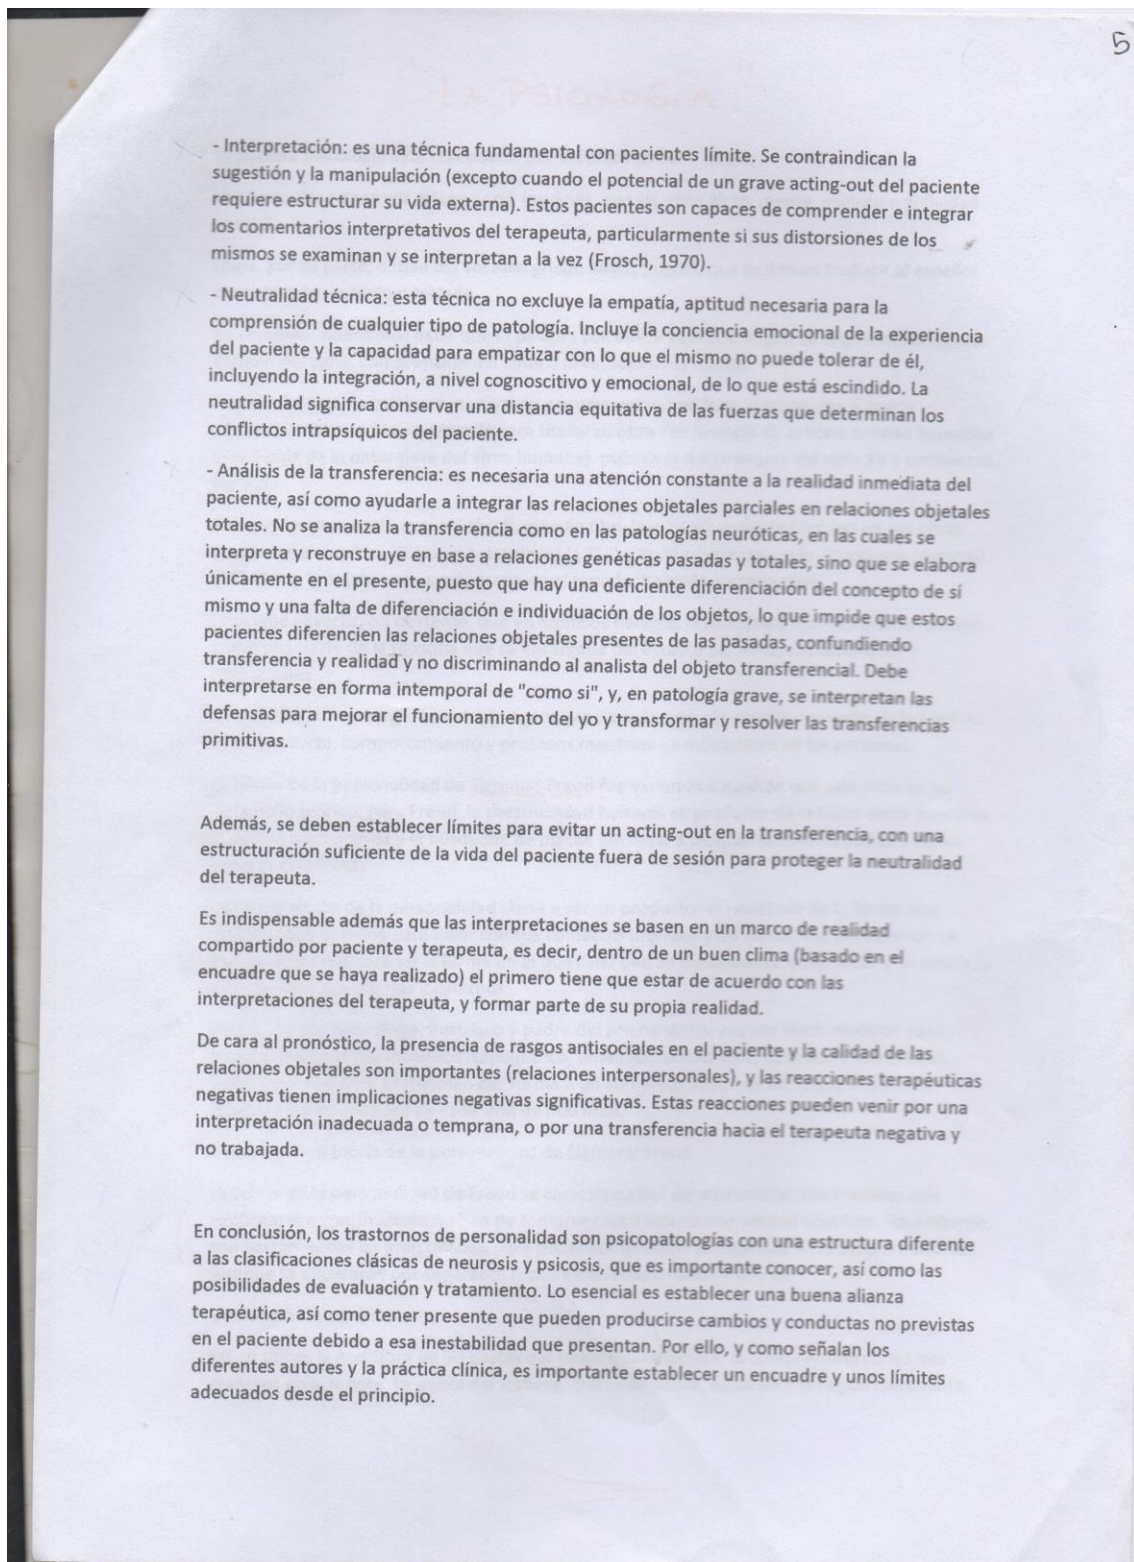 5
- Interpretación: es una técnica fundamental con pacientes límite. Se contraindican la
sugestión y la manipulación (excepto cuando el potencial de un grave acting-out del paciente
requiere estructurar su vida externa). Estos pacientes son capaces de comprender e integrar
los comentarios interpretativos del terapeuta, particularmente si sus distorsiones de los
mismos se examinan y se interpretan a la vez (Frosch, 1970).
- Neutralidad técnica: esta técnica no excluye la empatía, aptitud necesaria para la
comprensión de cualquier tipo de patología. Incluye la conciencia emocional de la experiencia
del paciente y la capacidad para empatizar con lo que el mismo no puede tolerar de él,
incluyendo la integración, a nivel cognoscitivo y emocional, de lo que está escindido. La
neutralidad significa conservar una distancia equitativa de las fuerzas que determinan los
conflictos intrapsíquicos del paciente.
- Análisis de la transferencia: es necesaria una atención constante a la realidad inmediata del
paciente, así como ayudarle a integrar las relaciones objetales parciales en relaciones objetales
totales. No se analiza la transferencia como en las patologías neuróticas, en las cuales se
interpreta y reconstruye en base a relaciones genéticas pasadas y totales, sino que se elabora
únicamente en el presente, puesto que hay una deficiente diferenciación del concepto de sí
mismo y una falta de diferenciación e individuación de los objetos, lo que impide que estos
pacientes diferencien las relaciones objetales presentes de las pasadas, confundiendo
transferencia y realidad y no discriminando al analista del objeto transferencial. Debe
interpretarse en forma intemporal de "como si", y, en patología grave, se interpretan las
defensas para mejorar el funcionamiento del yo y transformar y resolver las transferencias
primitivas.
Además, se deben establecer límites para evitar un acting-out en la transferencia, con una
estructuración suficiente de la vida del paciente fuera de sesión para proteger la neutralidad
del terapeuta.
Es indispensable además que las interpretaciones se basen en un marco de realidad
compartido por paciente y terapeuta, es decir, dentro de un buen clima (basado en el
encuadre que se haya realizado) el primero tiene que estar de acuerdo con las
interpretaciones del terapeuta, y formar parte de su propia realidad.
De cara al pronóstico, la presencia de rasgos antisociales en el paciente y la calidad de las
relaciones objetales son importantes (relaciones interpersonales), y las reacciones terapéuticas
negativas tienen implicaciones negativas significativas. Estas reacciones pueden venir por una
interpretación inadecuada o temprana, o por una transferencia hacia el terapeuta negativa y
no trabajada.
En conclusión, los trastornos de personalidad son psicopatologías con una estructura diferente
a las clasificaciones clásicas de neurosis y psicosis, que es importante conocer, así como las
posibilidades de evaluación y tratamiento. Lo esencial es establecer una buena alianza
terapéutica, así como tener presente que pueden producirse cambios y conductas no previstas
en el paciente debido a esa inestabilidad que presentan. Por ello, y como señalan los
diferentes autores y la práctica clínica, es importante establecer un encuadre y unos límites
adecuados desde el principio.